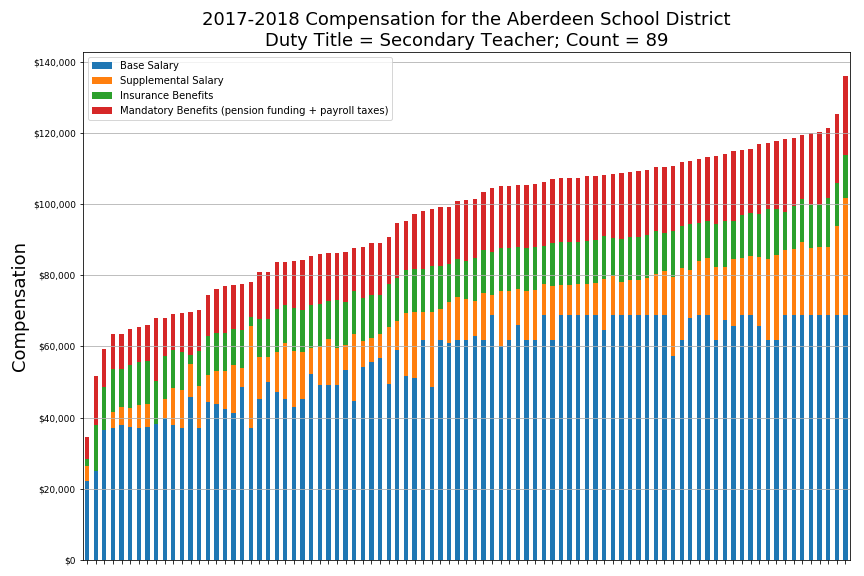 2017-2018 Compensation for the Aberdeen School District
Duty Title = Secondary Teacher; Count = 89
Base Salary
Supplemental Salary
Insurance Benefits
Mandatory Benefits (pension funding + payroll taxes)
Compensation
$140,000
$120,000
$100,000
$80,000
$60,000
$40,000
$20,000
$0